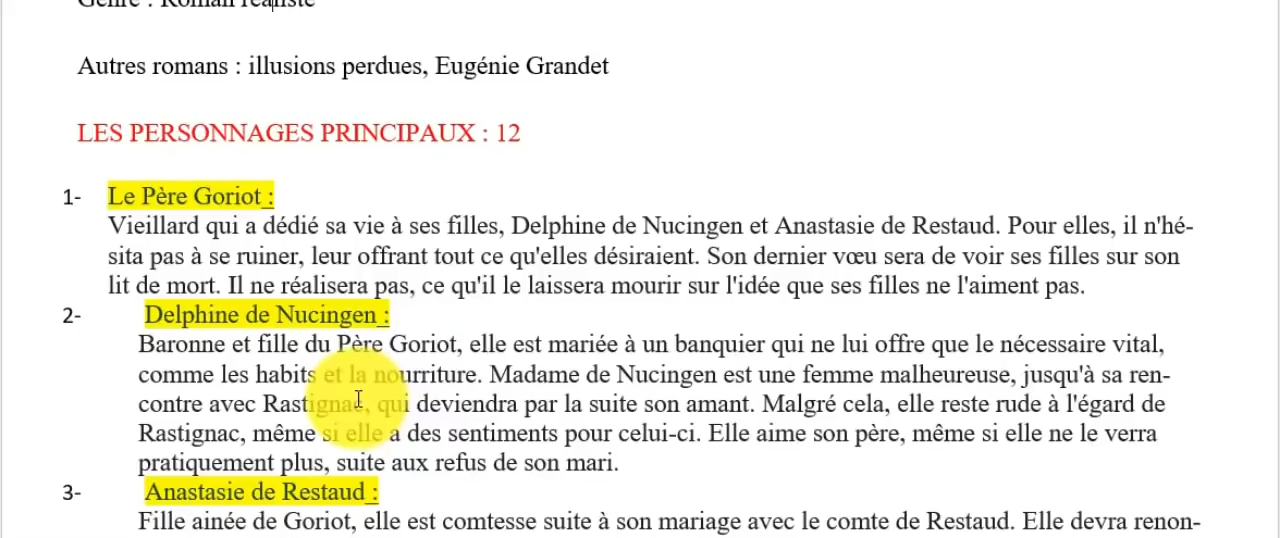 Genre : Roman réaliste
Autres romans : illusions perdues, Eugénie Grandet
LES PERSONNAGES PRINCIPAUX : 12
1- Le Père Goriot :
Vieillard qui a dédié sa vie à ses filles, Delphine de Nucingen et Anastasie de Restaud. Pour elles, il n'hé-
sita pas à se ruiner, leur offrant tout ce qu'elles désiraient. Son dernier vœu sera de voir ses filles sur son
lit de mort. Il ne réalisera pas, ce qu'il le laissera mourir sur l'idée que ses filles ne l'aiment pas.
2- Delphine de Nucingen :
Baronne et fille du Père Goriot, elle est mariée à un banquier qui ne lui offre que le nécessaire vital,
comme les habits et la nourriture. Madame de Nucingen est une femme malheureuse, jusqu'à sa ren-
contre avec Rastignac, qui deviendra par la suite son amant. Malgré cela, elle reste rude à l'égard de
Rastignac, même si elle a des sentiments pour celui-ci. Elle aime son père, même si elle ne le verra
pratiquement plus, suite aux refus de son mari.
3- Anastasie de Restaud :
Fille ainée de Goriot, elle est comtesse suite à son mariage avec le comte de Restaud. Elle devra renon-